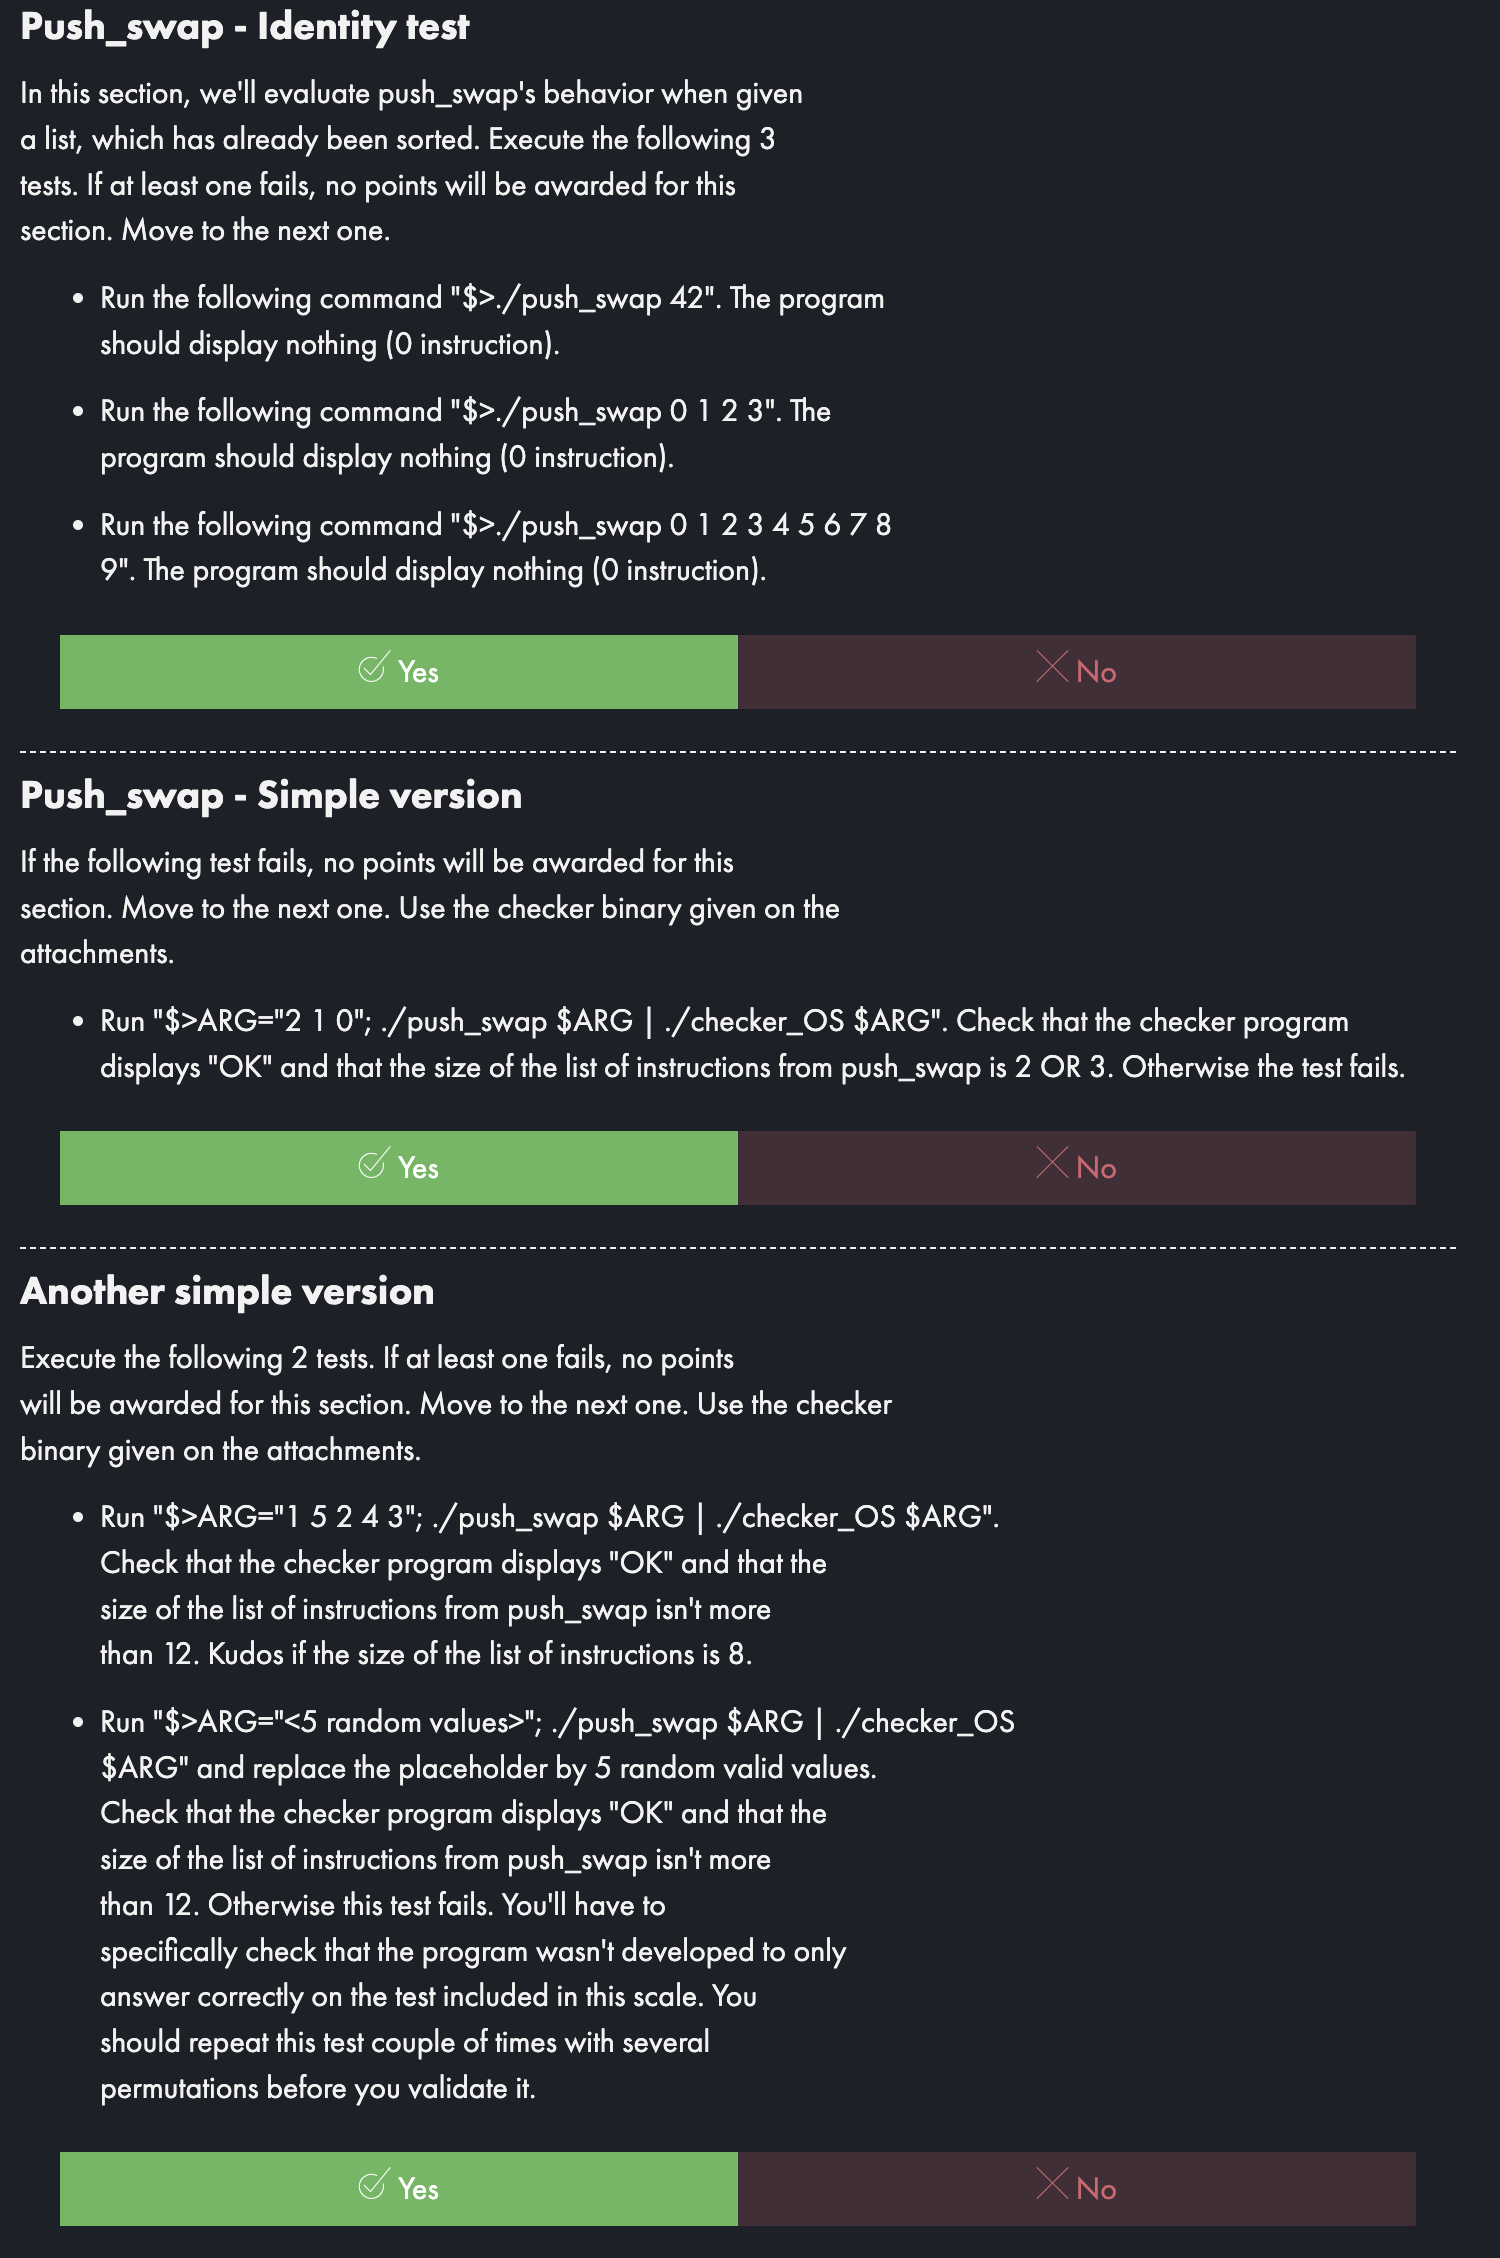 Push_swap - Identity test
In this section, we'll evaluate push_swap's behavior when given
a list, which has already been sorted. Execute the following 3
tests. If at least one fails, no points will be awarded for this
section. Move to the next one.
• Run the following command "$>./push_swap 42". The program
should display nothing (0 instruction).
• Run the following command "$>./push_swap 0 1 2 3". The
program should display nothing (0 instruction).
• Run the following command "$>./push_swap 0 1 2 3 4 5 6 7 8
9". The program should display nothing (0 instruction).
Yes No
Push_swap - Simple version
If the following test fails, no points will be awarded for this
section. Move to the next one. Use the checker binary given on the
attachments.
• Run "$>ARG="2 1 0"; ./push_swap $ARG | ./checker_OS $ARG". Check that the checker program
displays "OK" and that the size of the list of instructions from push_swap is 2 OR 3. Otherwise the test fails.
Yes No
Another simple version
Execute the following 2 tests. If at least one fails, no points
will be awarded for this section. Move to the next one. Use the checker
binary given on the attachments.
• Run "$>ARG="1 5 2 4 3"; ./push_swap $ARG | ./checker_OS $ARG".
Check that the checker program displays "OK" and that the
size of the list of instructions from push_swap isn't more
than 12. Kudos if the size of the list of instructions is 8.
• Run "$>ARG="<5 random values>"; ./push_swap $ARG | ./checker_OS
$ARG" and replace the placeholder by 5 random valid values.
Check that the checker program displays "OK" and that the
size of the list of instructions from push_swap isn't more
than 12. Otherwise this test fails. You'll have to
specifically check that the program wasn't developed to only
answer correctly on the test included in this scale. You
should repeat this test couple of times with several
permutations before you validate it.
Yes No